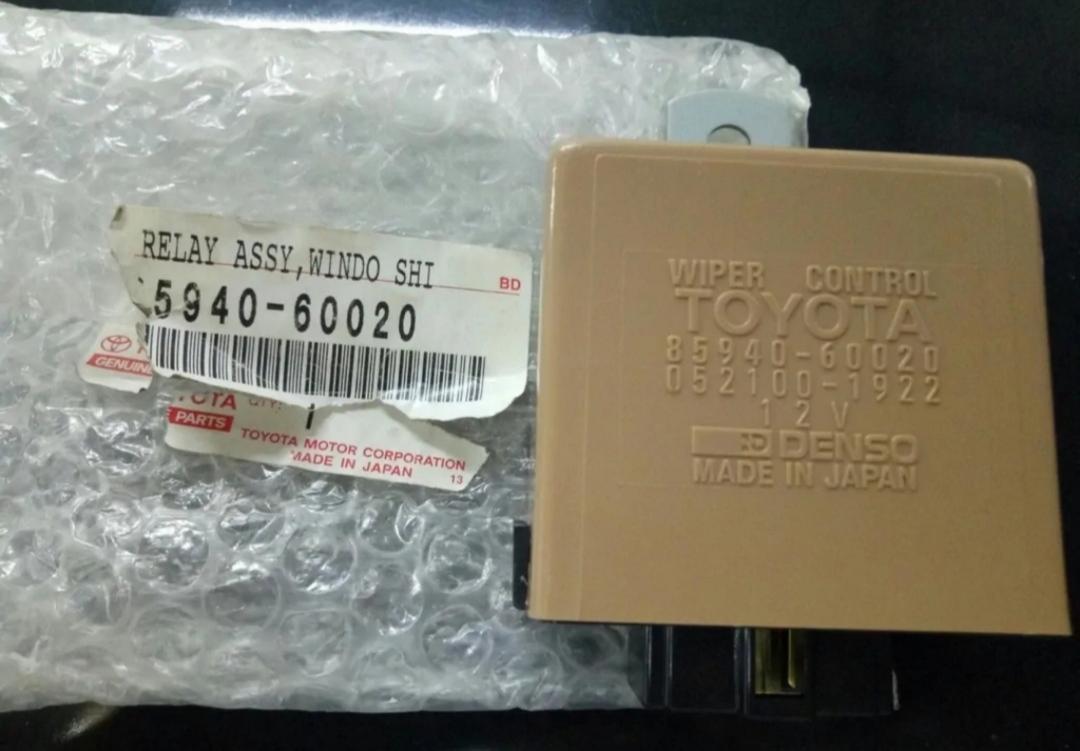 RELAY ASSY,WINDO SHI
BD
5940-60020
GENUINE
QTY: 1
PARTS
TOYOTA MOTOR CORPORATION
MADE IN JAPAN
13
WIPER CONTROL
TOYOTA
85940-60020
052100-1922
12V
DENSO
MADE IN JAPAN